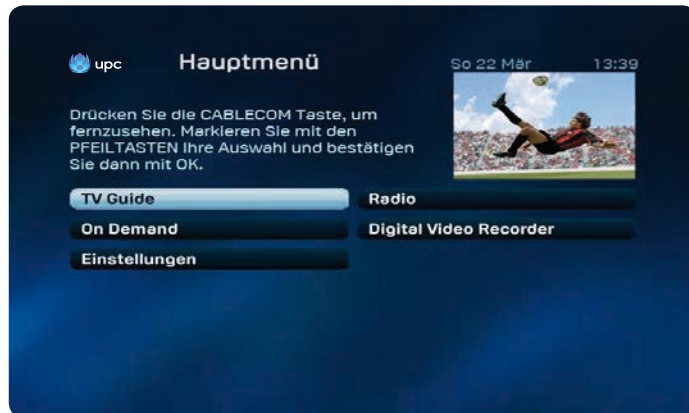 upc
Hauptmenü
So 22 Mär 13:39
Drücken Sie die CABLECOM Taste, um
fernzusehen. Markieren Sie mit den
PFEILTASTEN Ihre Auswahl und bestätigen
Sie dann mit OK.
TV Guide
Radio
On Demand
Digital Video Recorder
Einstellungen